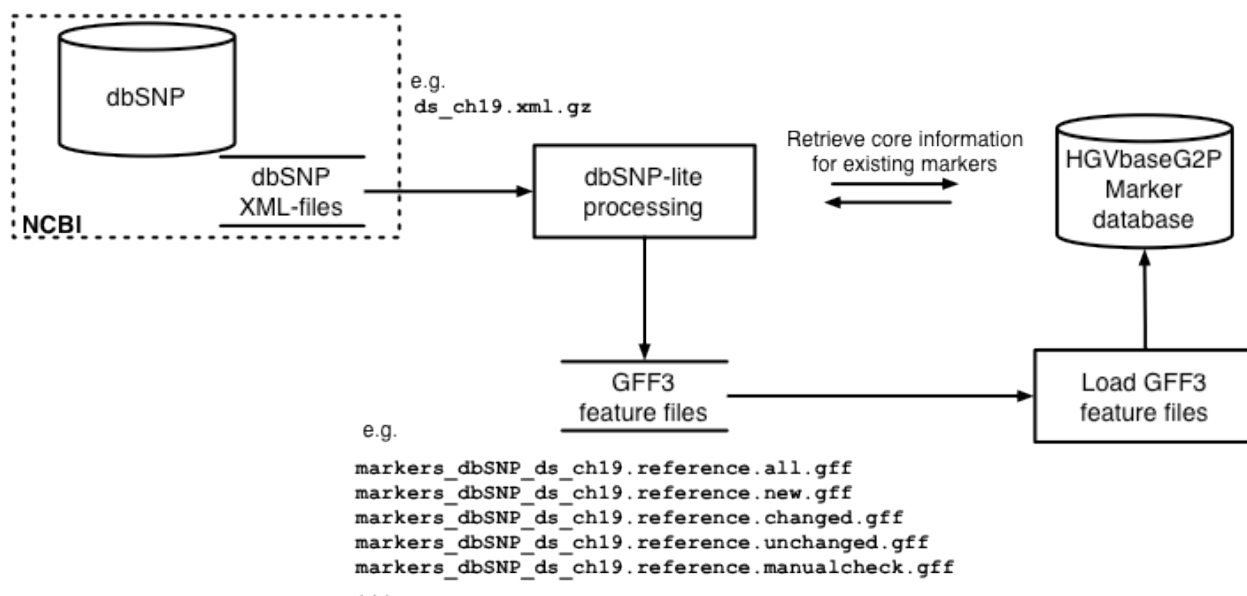 dbSNP
dbSNP
XML-files
NCBI
e.g.
ds_ch19.xml.gz
dbSNP-lite
processing
Retrieve core information
for existing markers
HGVbaseG2P
Marker
database
GFF3
feature files
Load GFF3
feature files
e.g.
markers_dbSNP_ds_ch19.reference.all.gff
markers_dbSNP_ds_ch19.reference.new.gff
markers_dbSNP_ds_ch19.reference.changed.gff
markers_dbSNP_ds_ch19.reference.unchanged.gff
markers_dbSNP_ds_ch19.reference.manualcheck.gff
...